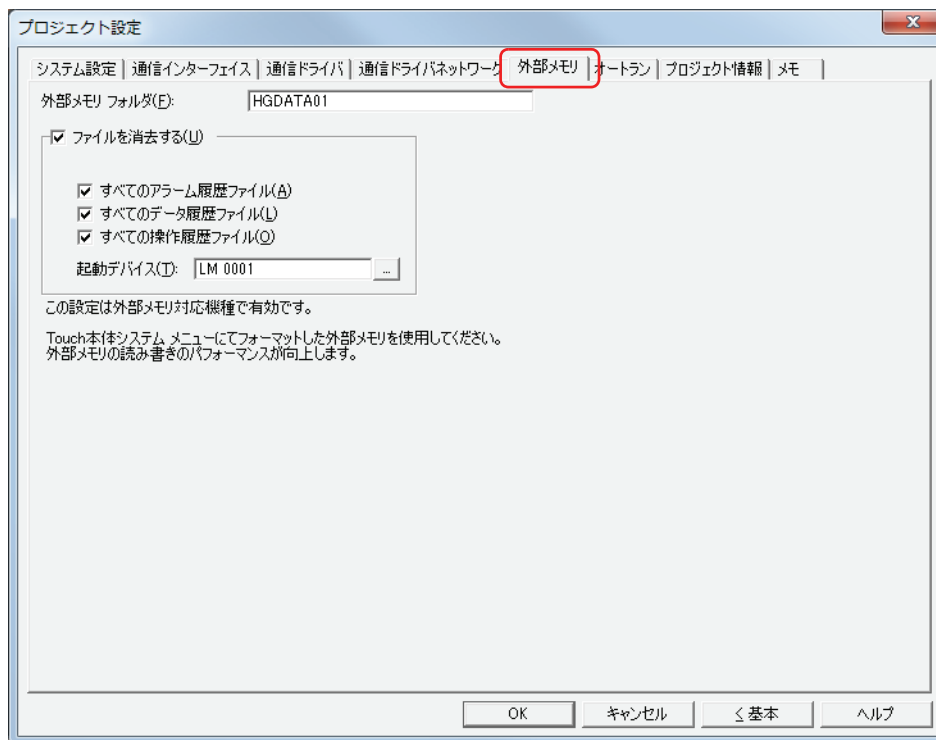 プロジェクト設定
システム設定 通信インターフェイス 通信ドライバ 通信ドライバネットワーク 外部メモリ オートラン プロジェクト情報 メモ
外部メモリ フォルダ(F): HGDATA01
ファイルを消去する(U)
すべてのアラーム履歴ファイル(A)
すべてのデータ履歴ファイル(L)
すべての操作履歴ファイル(O)
起動デバイス(T): LM 0001 ...
この設定は外部メモリ対応機種で有効です。
Touch本体システム メニューにてフォーマットした外部メモリを使用してください。
外部メモリの読み書きのパフォーマンスが向上します。
OK キャンセル < 基本 ヘルプ